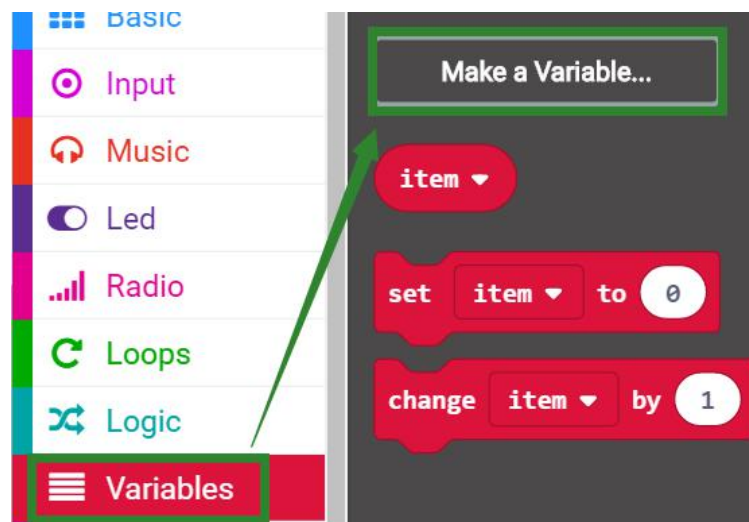 Basic
Input
Music
Led
Radio
Loops
Logic
Variables
Make a Variable...
item
set item to 0
change item by 1